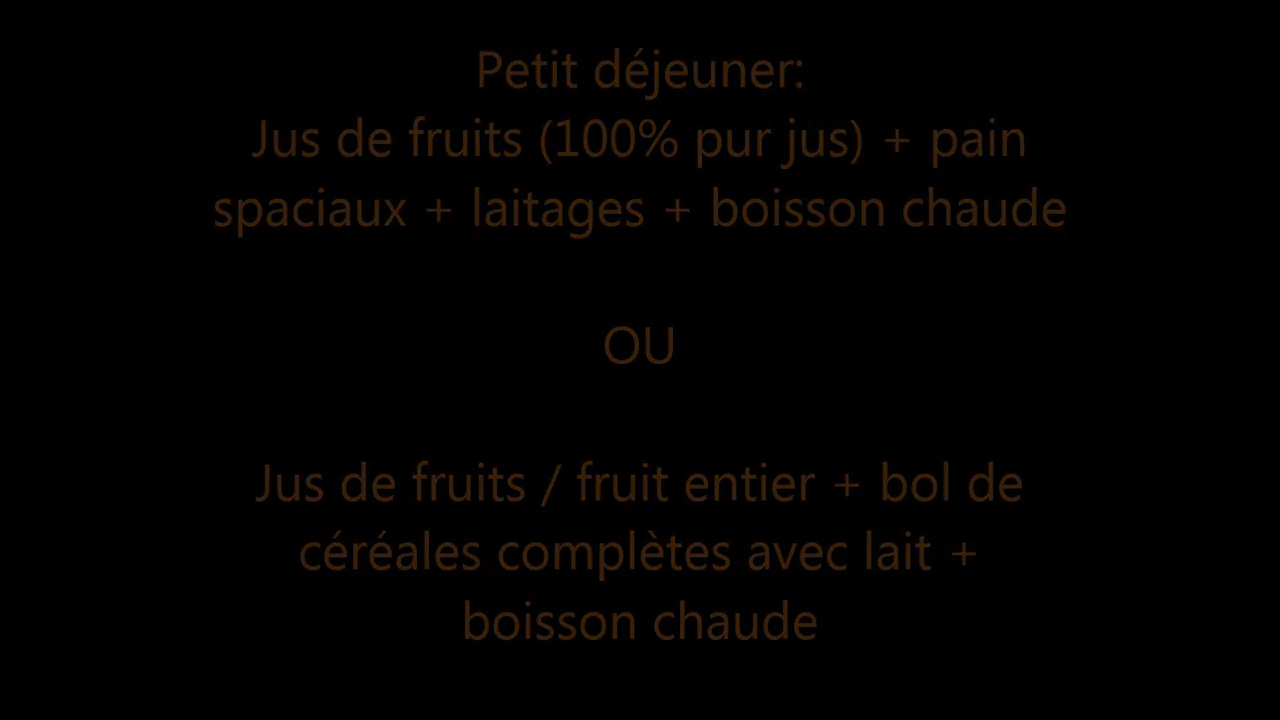 Petit déjeuner:
Jus de fruits (100% pur jus) + pain
spaciaux + laitages + boisson chaude
OU
Jus de fruits / fruit entier + bol de
céréales complètes avec lait +
boisson chaude